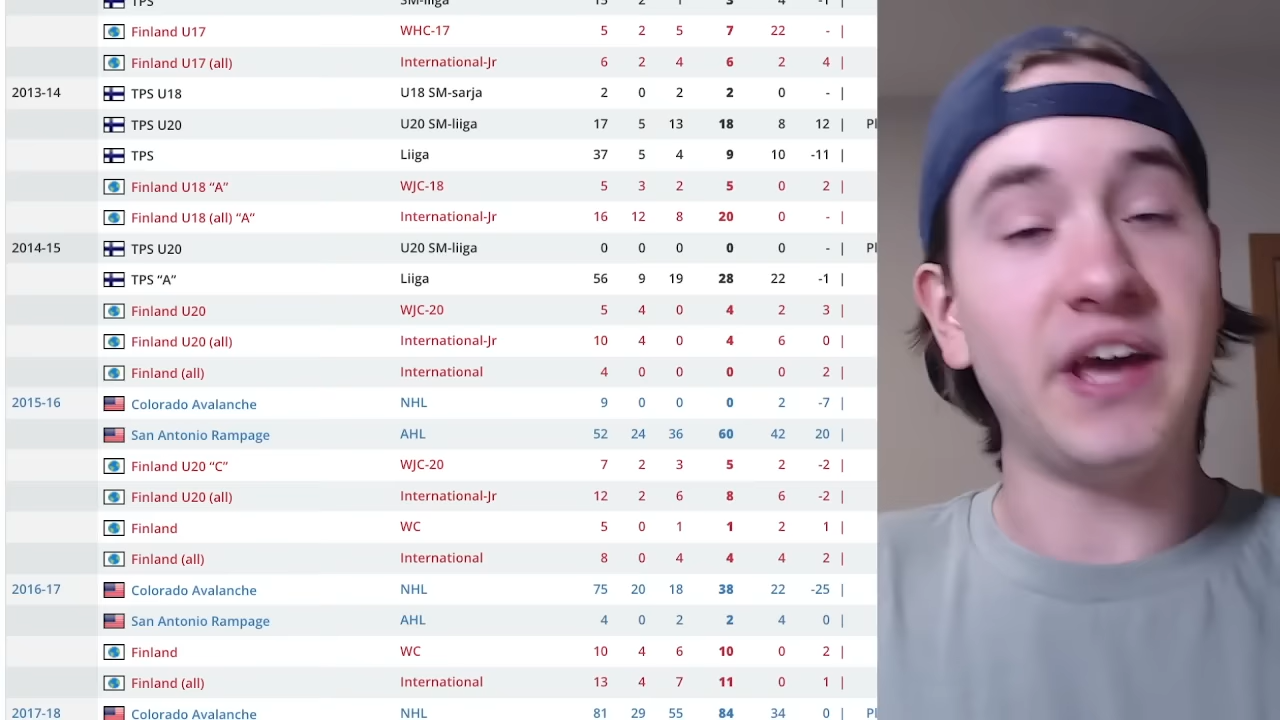 TPS SM-liiga 15 2 1 3 4 -1 |
Finland U17 WHC-17 5 2 5 7 22 - |
Finland U17 (all) International-Jr 6 2 4 6 2 4 |
2013-14 TPS U18 U18 SM-sarja 2 0 2 2 0 - |
TPS U20 U20 SM-liiga 17 5 13 18 8 12 | Pl
TPS Liiga 37 5 4 9 10 -11 |
Finland U18 “A” WJC-18 5 3 2 5 0 2 |
Finland U18 (all) “A” International-Jr 16 12 8 20 0 - |
2014-15 TPS U20 U20 SM-liiga 0 0 0 0 0 - | Pl
TPS “A” Liiga 56 9 19 28 22 -1 |
Finland U20 WJC-20 5 4 0 4 2 3 |
Finland U20 (all) International-Jr 10 4 0 4 6 0 |
Finland (all) International 4 0 0 0 0 2 |
2015-16 Colorado Avalanche NHL 9 0 0 0 2 -7 |
San Antonio Rampage AHL 52 24 36 60 42 20 |
Finland U20 “C” WJC-20 7 2 3 5 2 -2 |
Finland U20 (all) International-Jr 12 2 6 8 6 -2 |
Finland WC 5 0 1 1 2 1 |
Finland (all) International 8 0 4 4 4 2 |
2016-17 Colorado Avalanche NHL 75 20 18 38 22 -25 |
San Antonio Rampage AHL 4 0 2 2 4 0 |
Finland WC 10 4 6 10 0 2 |
Finland (all) International 13 4 7 11 0 1 |
2017-18 Colorado Avalanche NHL 81 29 55 84 34 0 | Pl